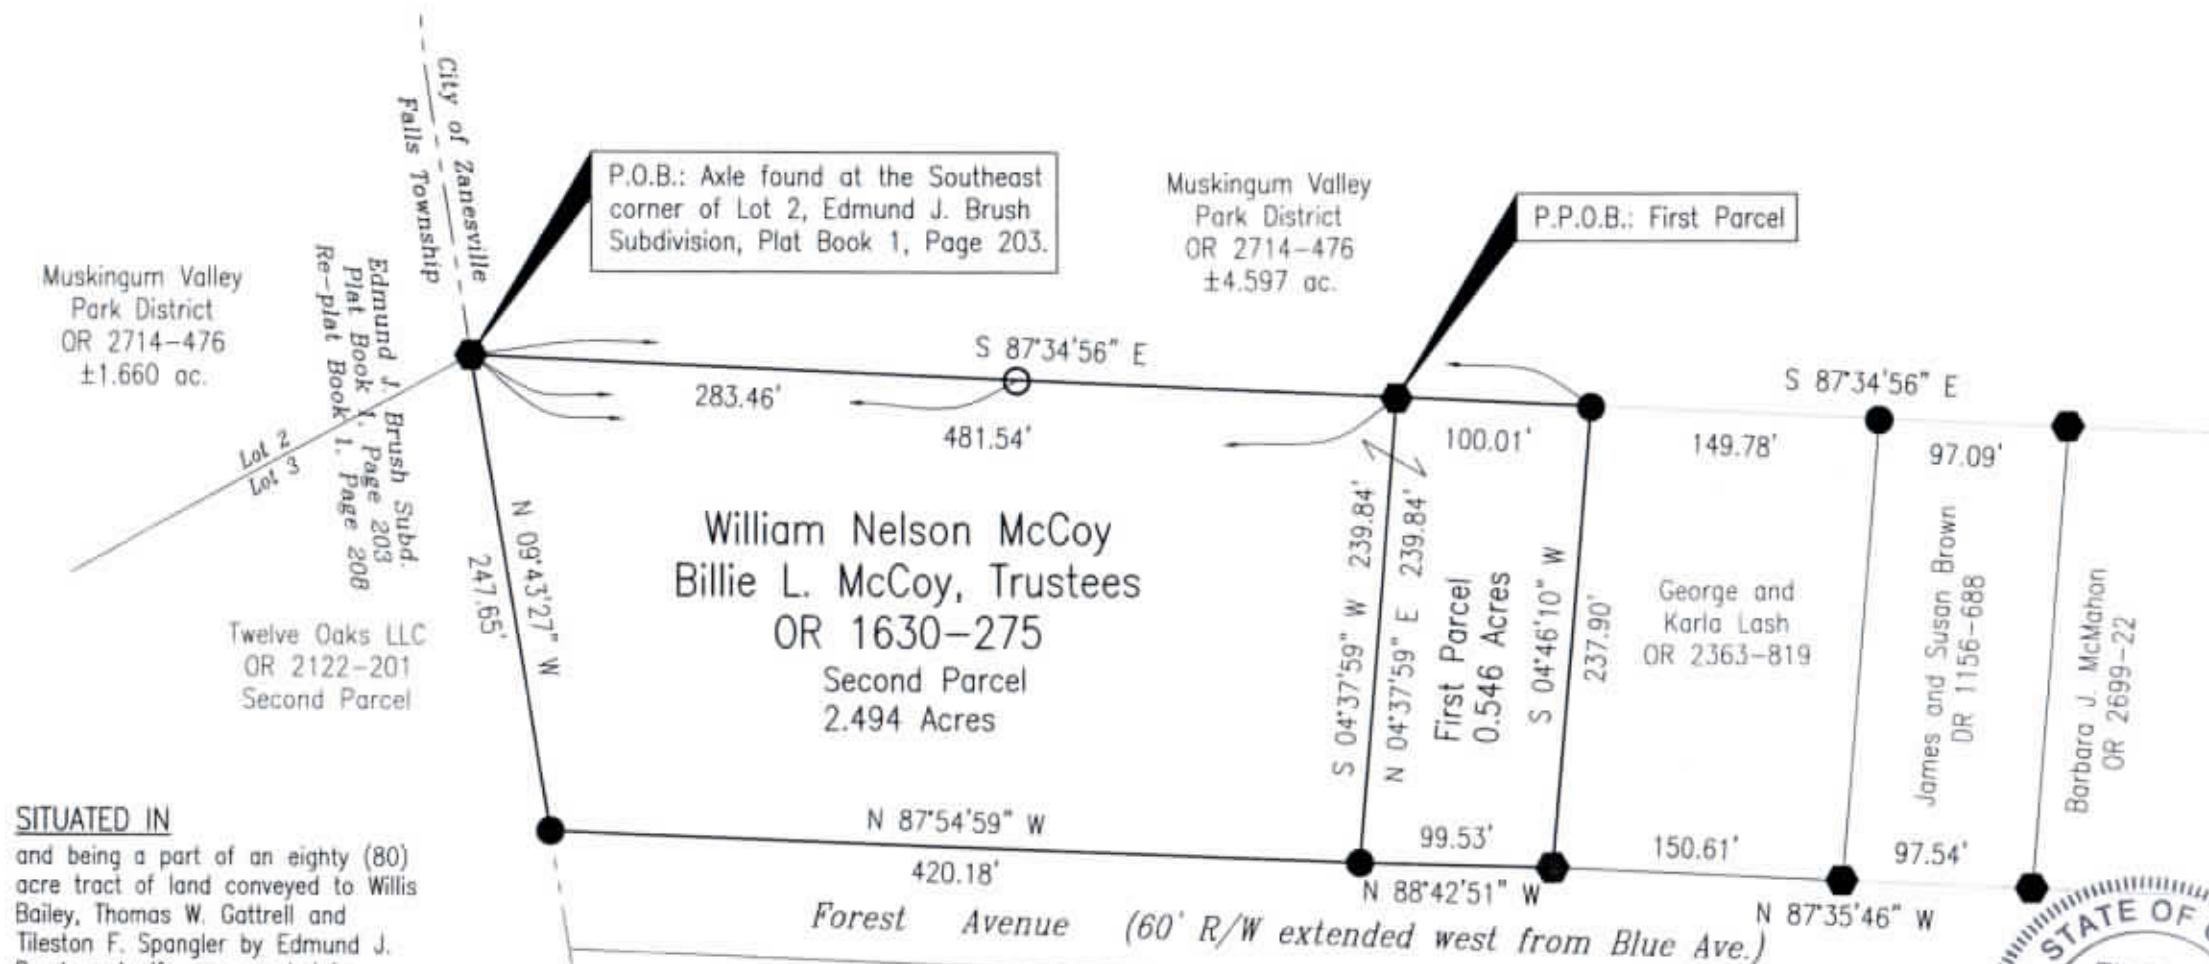 City of Zanesville
Falls Township
P.O.B.: Axle found at the Southeast
corner of Lot 2, Edmund J. Brush
Subdivision, Plat Book 1, Page 203.
Muskingum Valley
Park District
OR 2714-476
±4.597 ac.
P.P.O.B.: First Parcel
Muskingum Valley
Park District
OR 2714-476
±1.660 ac.
Edmund J. Brush Subd.
Plat Book 1, Page 203
Re-plat Book 1, Page 208
Lot 2
Lot 3
S 87°34'56" E
283.46'
481.54'
100.01'
S 87°34'56" E
149.78'
97.09'
N 09°43'27" W
247.65'
William Nelson McCoy
Billie L. McCoy, Trustees
OR 1630-275
Second Parcel
2.494 Acres
S 04°37'59" W 239.84'
N 04°37'59" E 239.84'
First Parcel
0.546 Acres
S 04°46'10" W
237.90'
George and
Karla Lash
OR 2363-819
James and Susan Brown
DR 1156-688
Barbara J. McMahan
OR 2699-22
Twelve Oaks LLC
OR 2122-201
Second Parcel
N 87°54'59" W
420.18'
99.53'
N 88°42'51" W
150.61'
97.54'
N 87°35'46" W
Forest Avenue (60' R/W extended west from Blue Ave.)
SITUATED IN
and being a part of an eighty (80)
acre tract of land conveyed to Willis
Bailey, Thomas W. Gattrell and
Tileston F. Spangler by Edmund J.
STATE OF